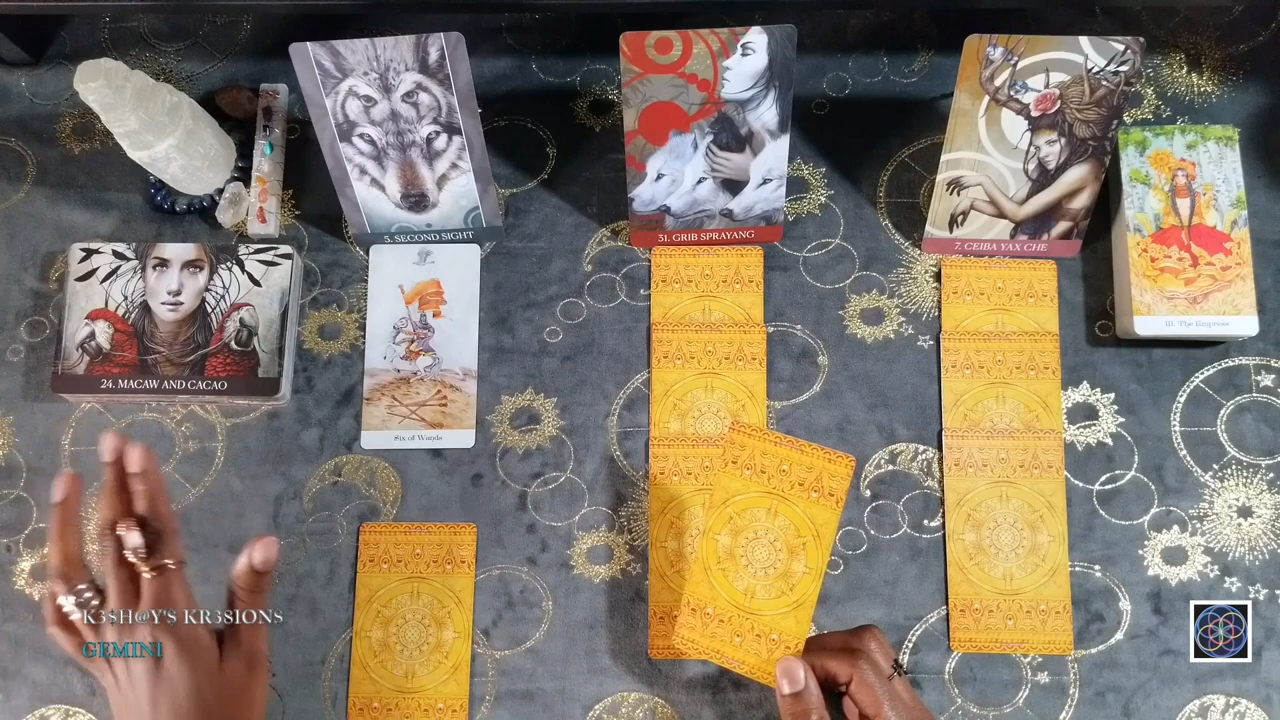 5. SECOND SIGHT
31. GRIB SPRAYANG
7. CEIBA YAX CHE
III. The Empress
24. MACAW AND CACAO
Six of Wands
K3$H@Y'$ KR38IONS
GEMINI